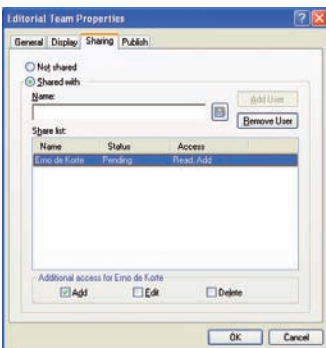 Editorial Team Properties
General Display Sharing Publish
Not shared
Shared with
Name:
Add User
Remove User
Share list:
Name Status Access
Erno de Korte Pending Read, Add
Additional access for Erno de Korte
Add Edit Delete
OK Cancel